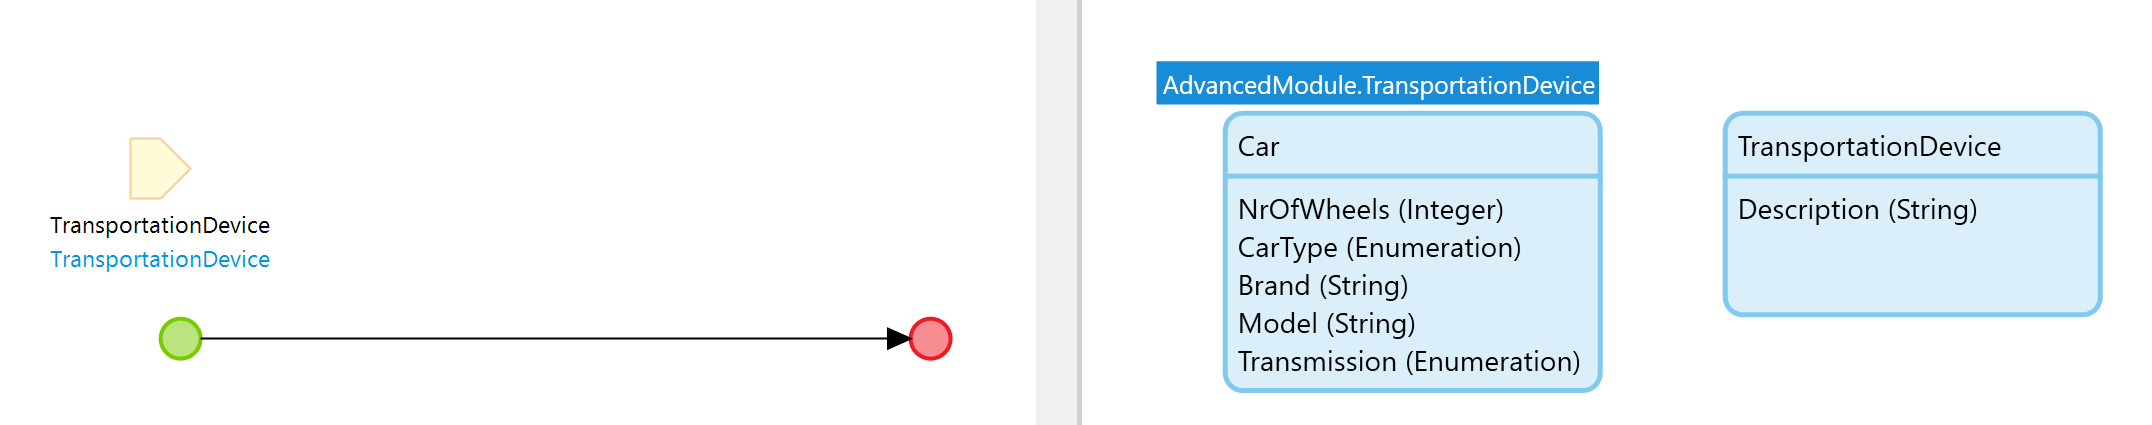 TransportationDevice
TransportationDevice
AdvancedModule.TransportationDevice
Car
NrOfWheels (Integer)
CarType (Enumeration)
Brand (String)
Model (String)
Transmission (Enumeration)
TransportationDevice
Description (String)